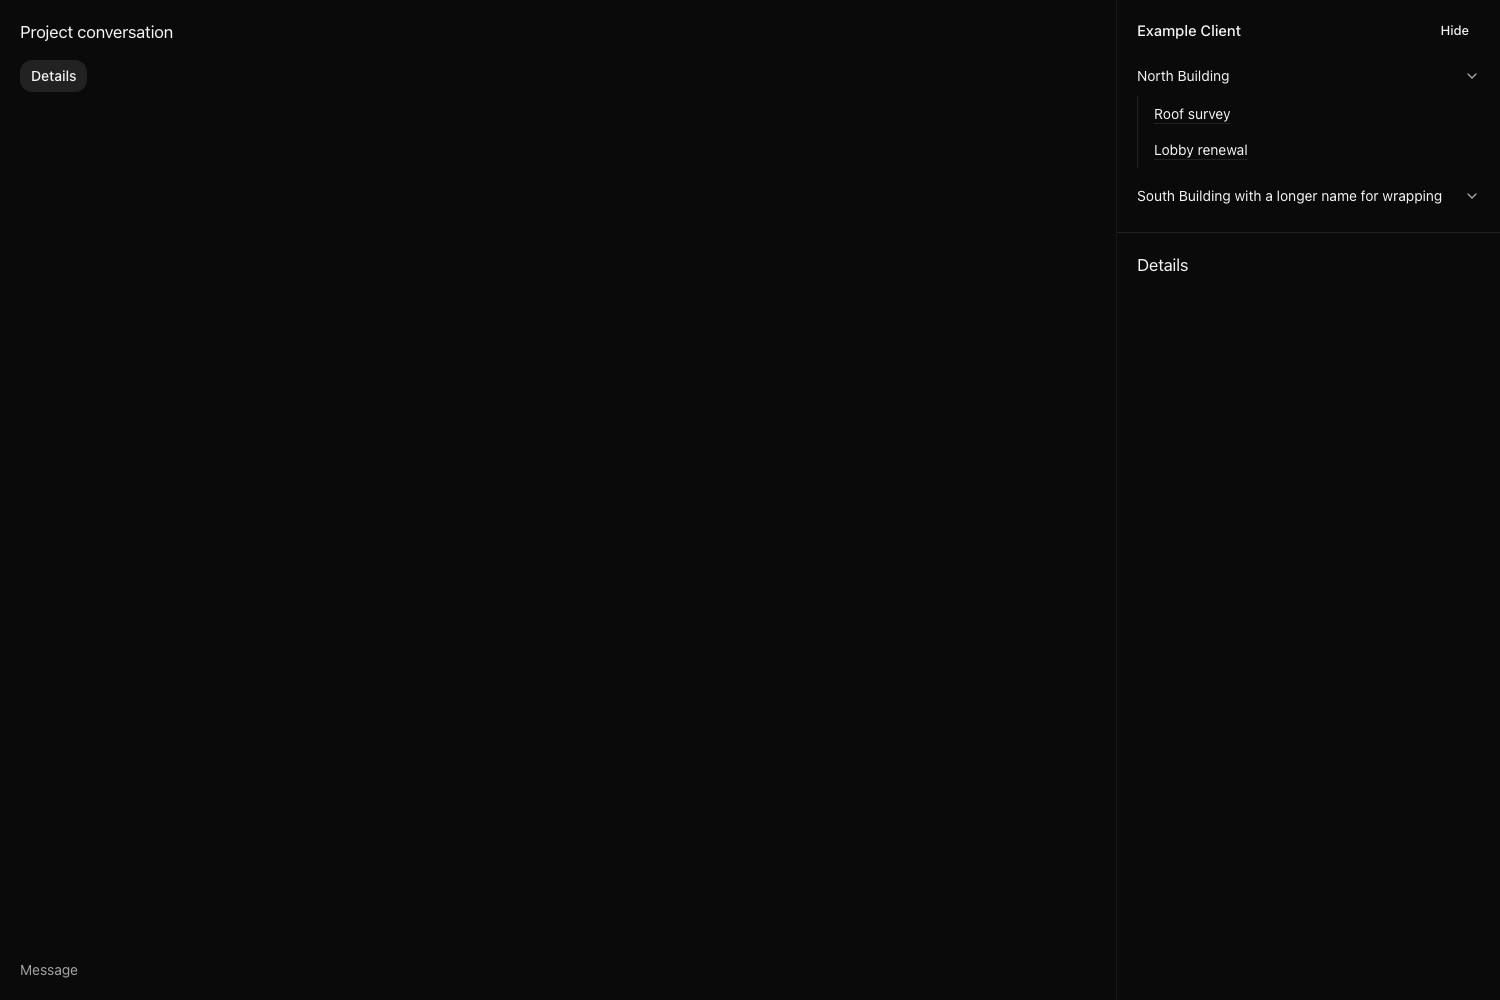 Project conversation
Details
Message
Example Client
Hide
North Building
Roof survey
Lobby renewal
South Building with a longer name for wrapping
Details